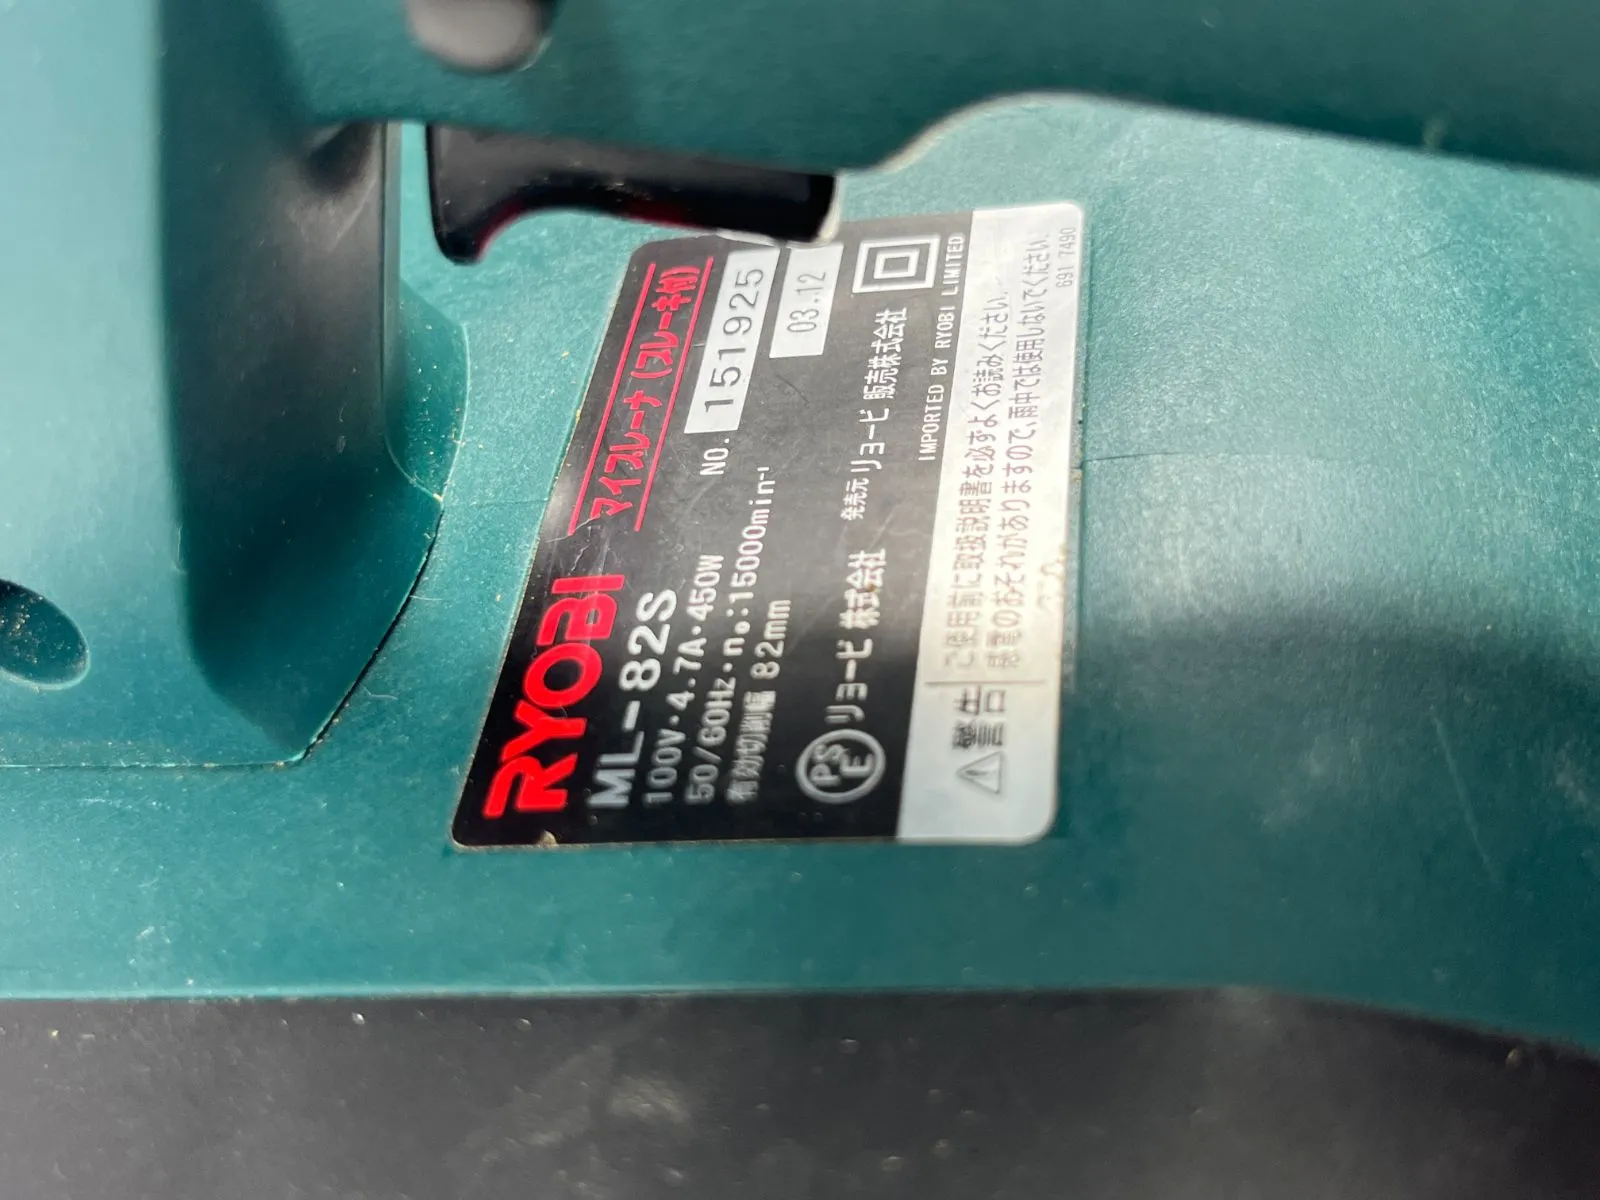 RYOBI マイプレーナ(ブレーキ付)
ML-82S NO. 151925
100V・4.7A・450W 03.12
50/60Hz・n₀:15000min⁻¹
有効切削幅 82mm
PSE リョービ 株式会社 発売元 リョービ 販売株式会社
IMPORTED BY RYOBI LIMITED
警告 ご使用前に取扱説明書を必ずよくお読みください。
感電のおそれがありますので、雨中では使用しないでください。
691 7490